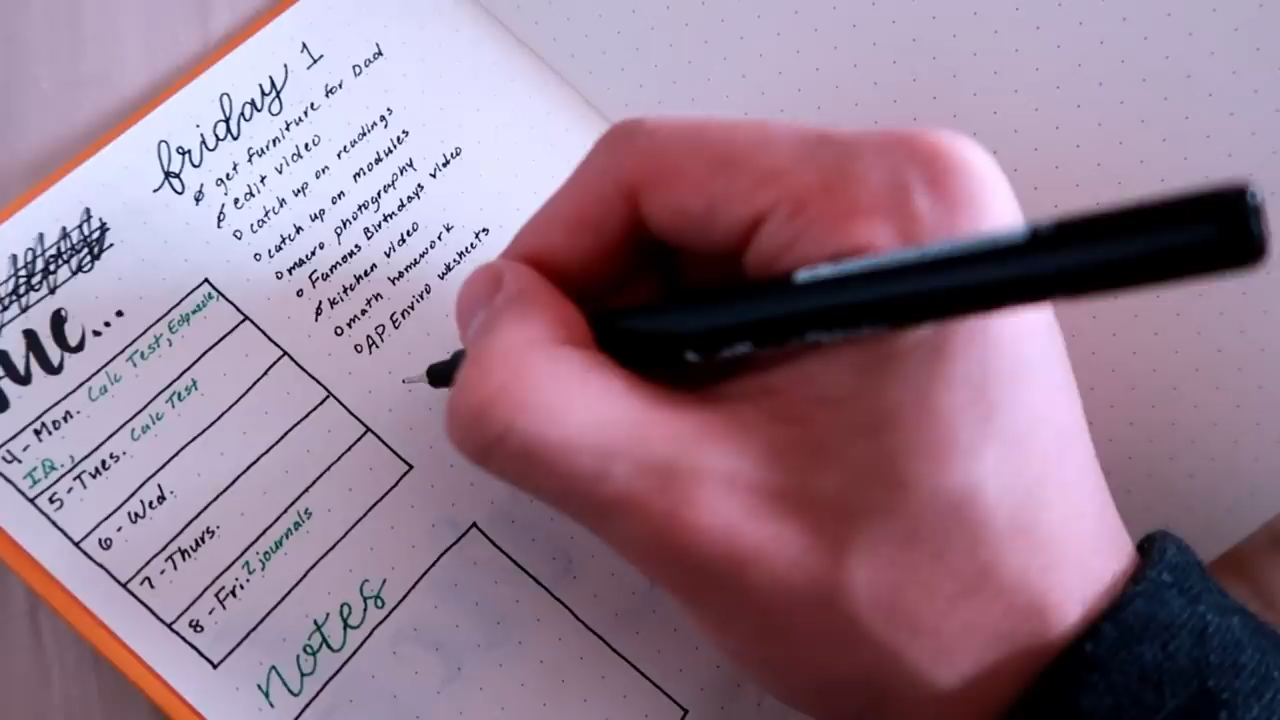 friday 1
get furniture for Dad
edit video
catch up on readings
catch up on modules
macro photography
Famous Birthdays video
kitchen video
math homework
AP Enviro wksheets
4-Mon. Calc Test, Edpuzzle,
I.Q.,
5-Tues. Calc Test
6-Wed.
7-Thurs.
8-Fri. 2 journals
notes